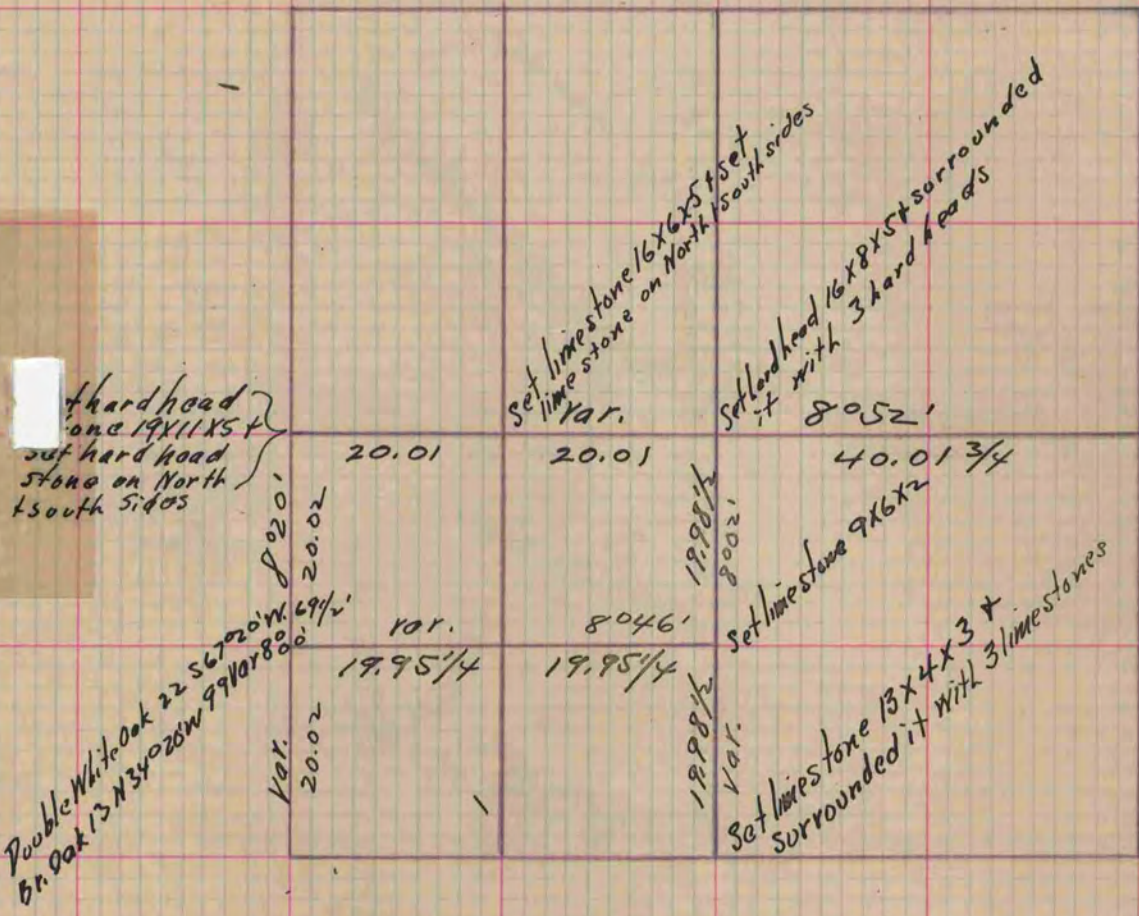 Set limestone 16x6x5 & set
limestone on North & South sides
Set hard head 16x8x5 & surrounded
it with 3 hard heads
t hard head
one 19x11x5 &
set hard head
stone on North
& south Sides
Var.
8°52'
20.01
20.01
40.01 3/4
8°20'
20.02
19.98 1/2
8°02'
Set limestone 9x6x2
Var.
8°46'
19.95 1/4
19.95 1/4
Double White Oak 22 S67°20'W. 69 1/2'
Br. Oak 13 N34°20'W 99 Var 8°00'
Var.
20.02
19.98 1/2
Var.
Set limestone 13x4x3 &
surrounded it with 3 limestones